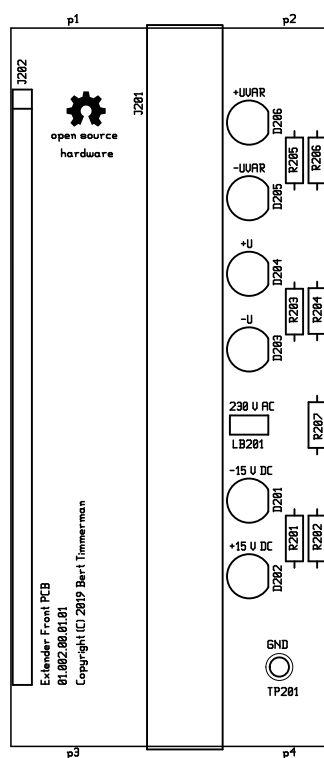 p1
p2
J202
J201
open source
hardware
+UVAR
D206
R205
R206
-UVAR
D205
+U
D204
R203
R204
-U
D203
230 V AC
LB201
R207
-15 V DC
D201
R201
R202
+15 V DC
D202
Extender Front PCB
01.002.00.01.01
Copyright (C) 2019 Bert Timmerman
GND
TP201
p3
p4